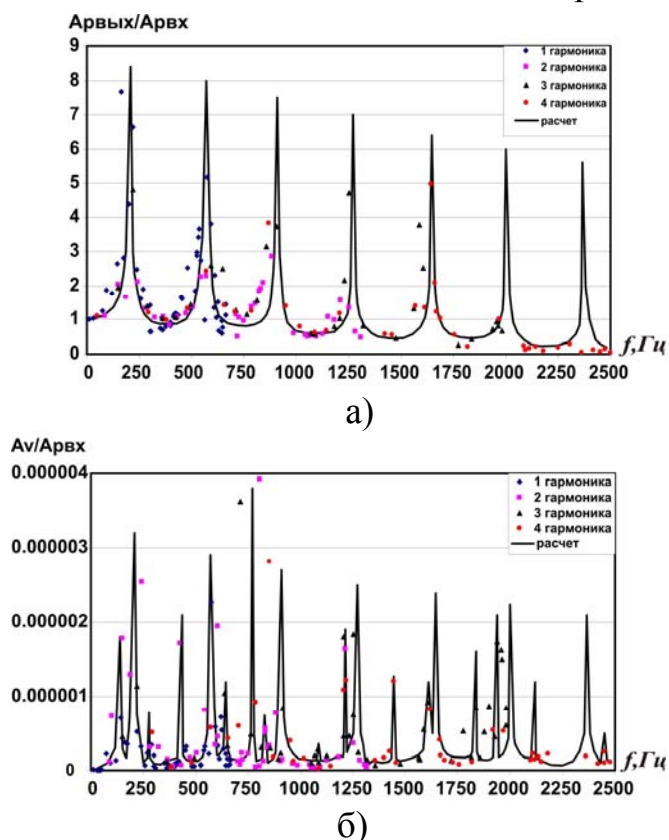 Арвых/Арвх
9
8
7
6
5
4
3
2
1
0
1 гармоника
2 гармоника
3 гармоника
4 гармоника
расчет
0 250 500 750 1000 1250 1500 1750 2000 2250 2500
f,Гц
а)
Av/Арвх
0.000004
0.000003
0.000002
0.000001
0
1 гармоника
2 гармоника
3 гармоника
4 гармоника
расчет
0 250 500 750 1000 1250 1500 1750 2000 2250 2500
f,Гц
б)